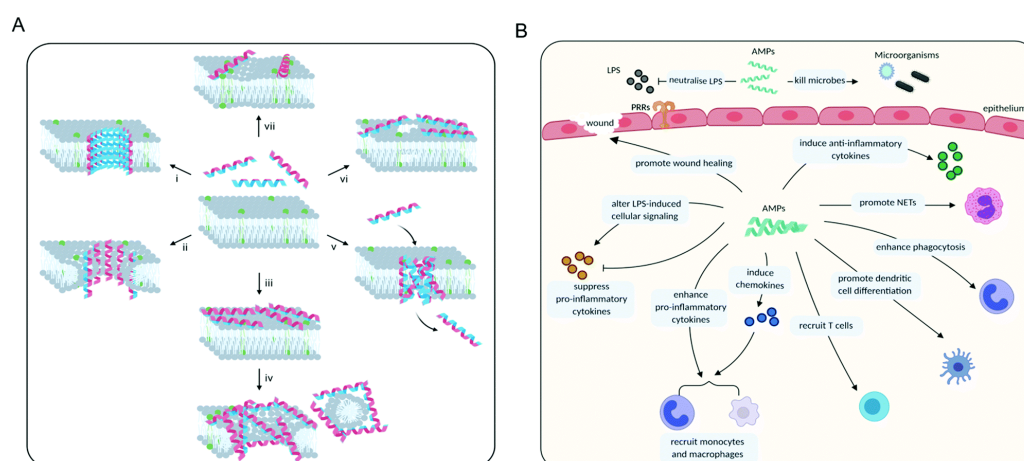 A
B
vii
i
vi
ii
v
iii
iv
AMPs
Microorganisms
LPS
neutralise LPS
kill microbes
PRRs
epithelium
wound
induce anti-inflammatory
cytokines
promote wound healing
alter LPS-induced
cellular signaling
AMPs
promote NETs
enhance phagocytosis
suppress
pro-inflammatory
cytokines
enhance
pro-inflammatory
cytokines
induce
chemokines
promote dendritic
cell differentiation
recruit T cells
recruit monocytes
and macrophages